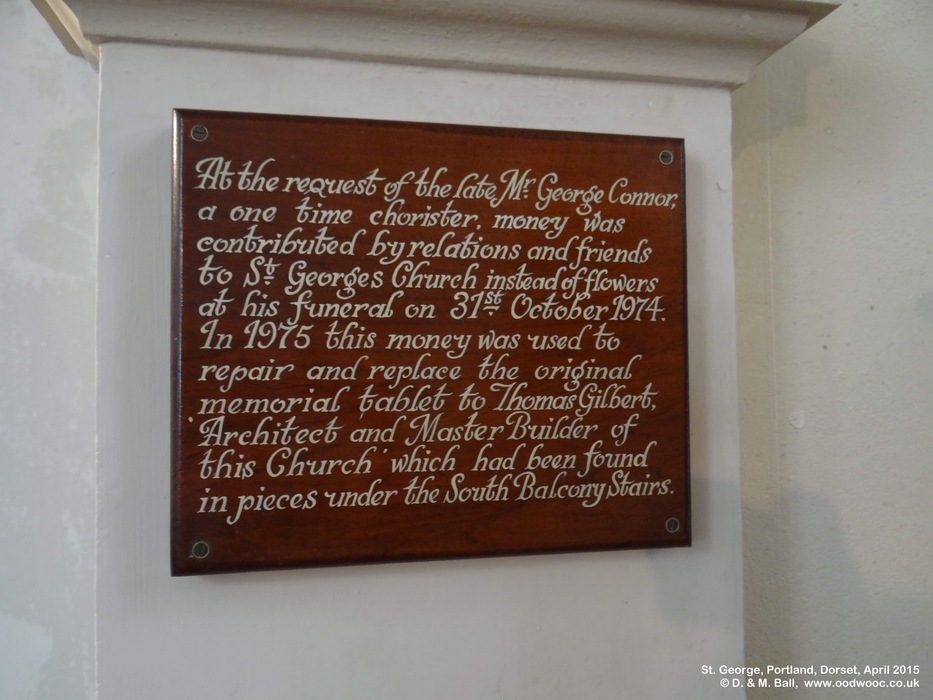 At the request of the late Mr George Connor,
a one time chorister, money was
contributed by relations and friends
to St Georges Church instead of flowers
at his funeral on 31st October 1974.
In 1975 this money was used to
repair and replace the original
memorial tablet to Thomas Gilbert,
'Architect and Master Builder of
this Church' which had been found
in pieces under the South Balcony Stairs.
St. George, Portland, Dorset, April 2015
© D. & M. Ball, www.oodwooc.co.uk